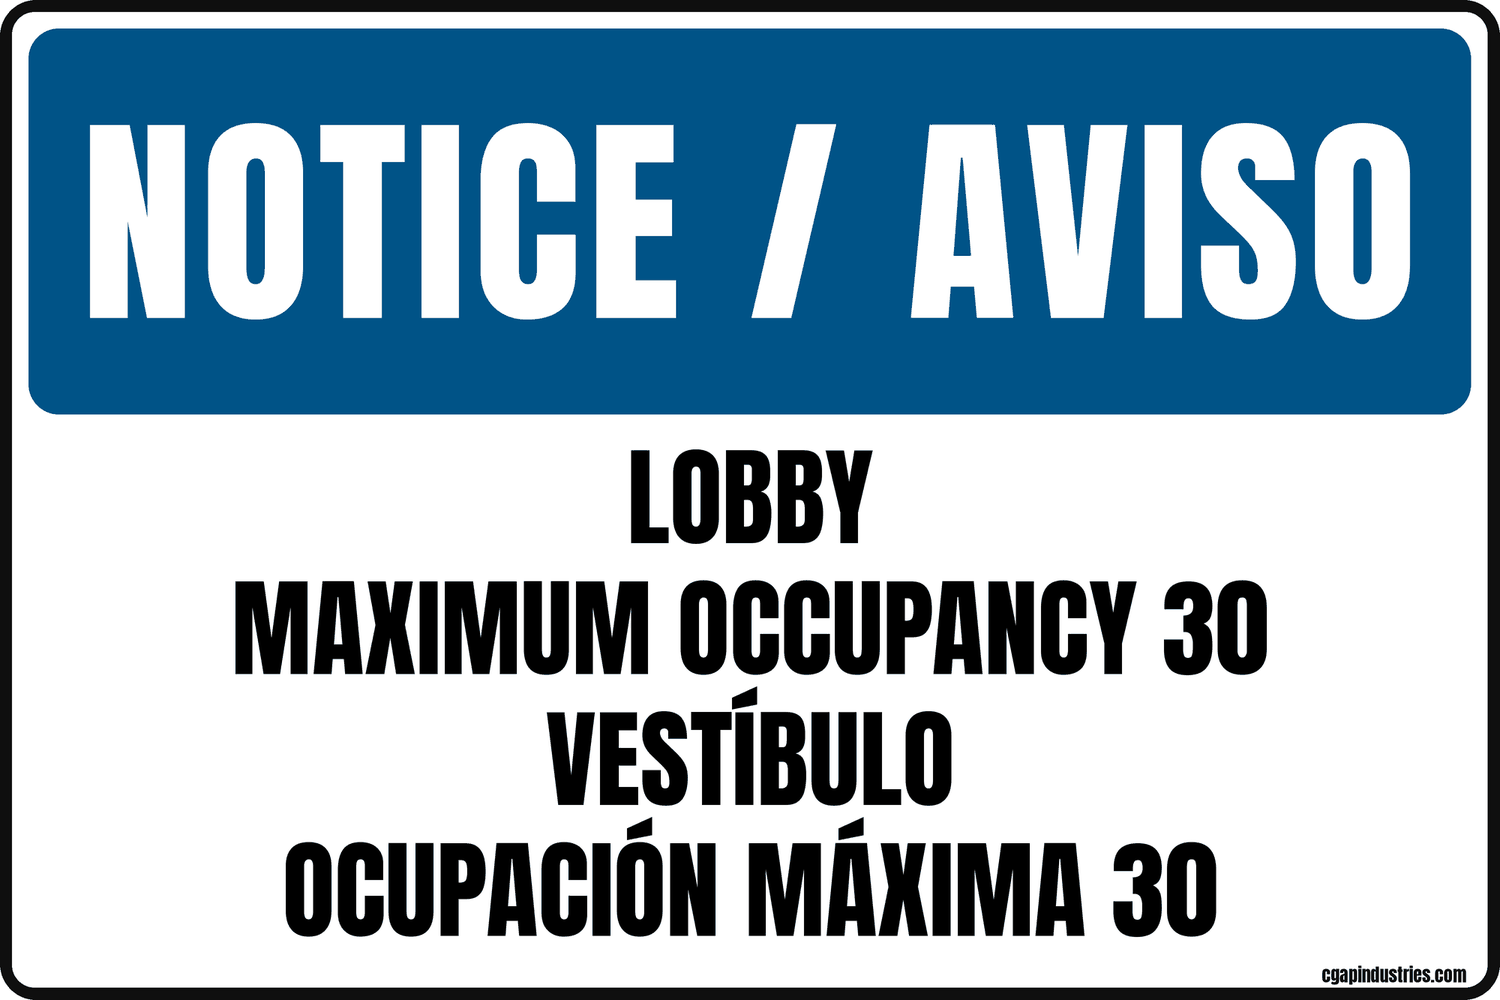 NOTICE / AVISO
LOBBY
MAXIMUM OCCUPANCY 30
VESTÍBULO
OCUPACIÓN MÁXIMA 30
cgapindustries.com